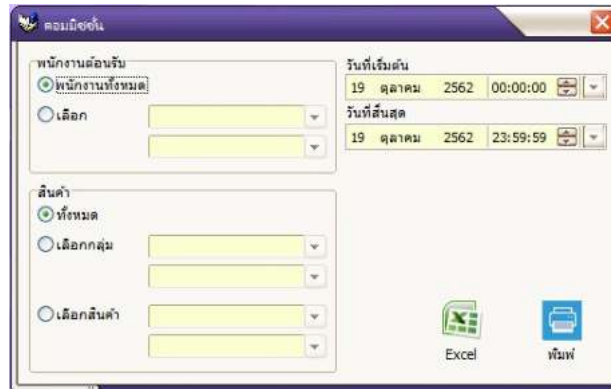 คอมมิชชั่น
พนักงานต้อนรับ
พนักงานทั้งหมด
เลือก
วันที่เริ่มต้น
19 ตุลาคม 2562 00:00:00
วันที่สิ้นสุด
19 ตุลาคม 2562 23:59:59
สินค้า
ทั้งหมด
เลือกกลุ่ม
เลือกสินค้า
Excel
พิมพ์